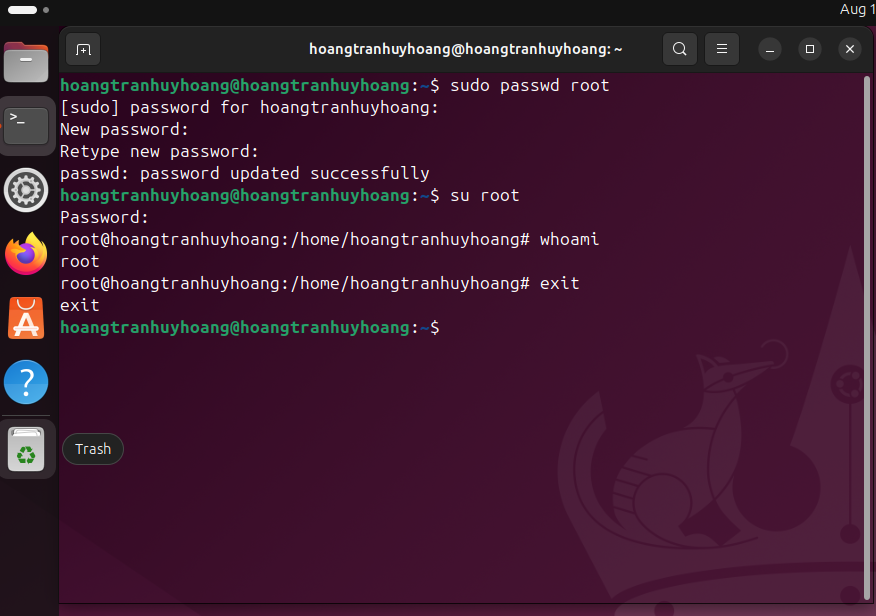 Aug 1
hoangtranhuyhoang@hoangtranhuyhoang: ~
hoangtranhuyhoang@hoangtranhuyhoang:~$ sudo passwd root
[sudo] password for hoangtranhuyhoang:
New password:
Retype new password:
passwd: password updated successfully
hoangtranhuyhoang@hoangtranhuyhoang:~$ su root
Password:
root@hoangtranhuyhoang:/home/hoangtranhuyhoang# whoami
root
root@hoangtranhuyhoang:/home/hoangtranhuyhoang# exit
exit
hoangtranhuyhoang@hoangtranhuyhoang:~$
Trash